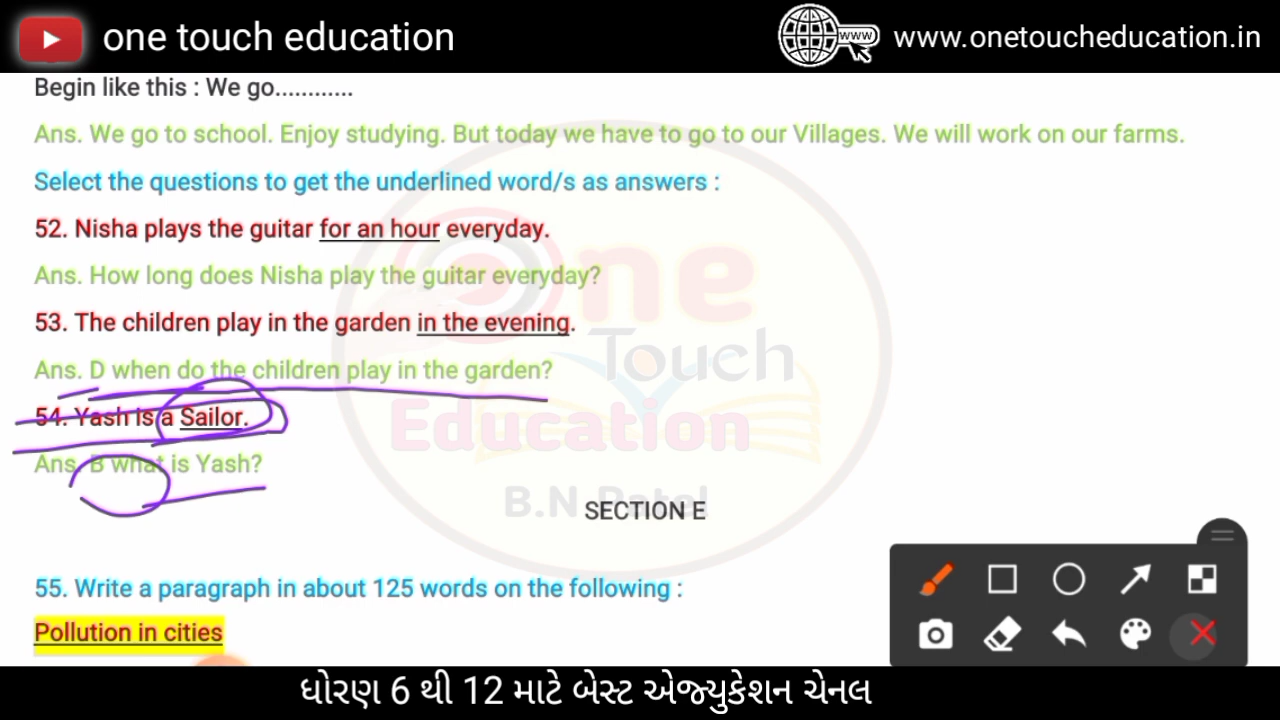 one touch education
www
www.onetoucheducation.in
Begin like this : We go............
Ans. We go to school. Enjoy studying. But today we have to go to our Villages. We will work on our farms.
Select the questions to get the underlined word/s as answers :
52. Nisha plays the guitar for an hour everyday.
Ans. How long does Nisha play the guitar everyday?
53. The children play in the garden in the evening.
Ans. D when do the children play in the garden?
54. Yash is a Sailor.
Ans. B what is Yash?
One
Touch
Education
B.N.Patel
SECTION E
55. Write a paragraph in about 125 words on the following :
Pollution in cities
ધોરણ 6 થી 12 માટે બેસ્ટ એજ્યુકેશન ચેનલ